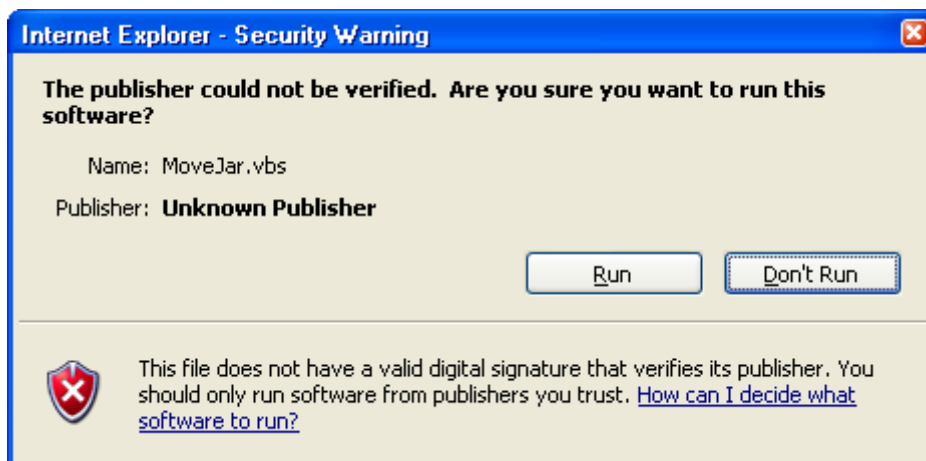 Internet Explorer - Security Warning
The publisher could not be verified.  Are you sure you want to run this
software?
Name: MoveJar.vbs
Publisher: Unknown Publisher
Run Don't Run
This file does not have a valid digital signature that verifies its publisher. You
should only run software from publishers you trust. How can I decide what
software to run?